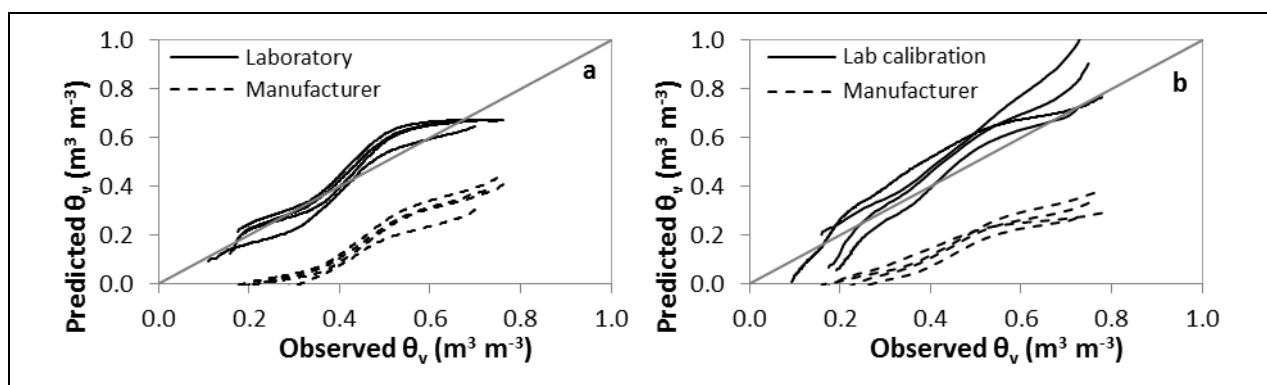 1.0
0.8
0.6
0.4
0.2
0.0
Predicted θᵥ (m³ m⁻³)
Laboratory
Manufacturer
a
0.0 0.2 0.4 0.6 0.8 1.0
Observed θᵥ (m³ m⁻³)
1.0
0.8
0.6
0.4
0.2
0.0
Predicted θᵥ (m³ m⁻³)
Lab calibration
Manufacturer
b
0.0 0.2 0.4 0.6 0.8 1.0
Observed θᵥ (m³ m⁻³)